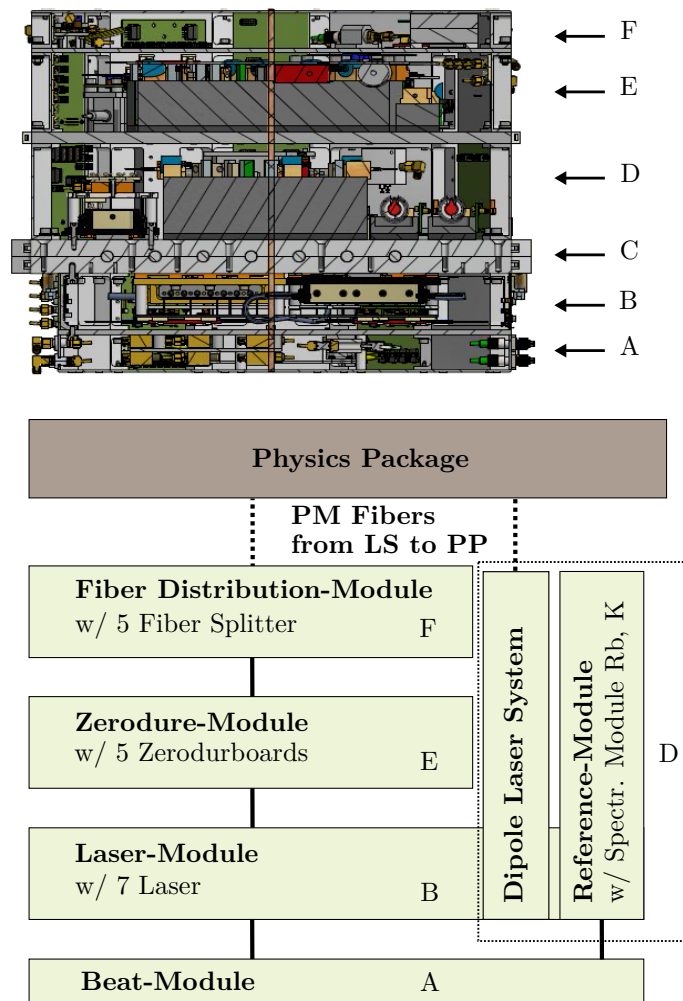 F
E
D
C
B
A
Physics Package
PM Fibers
from LS to PP
Fiber Distribution-Module
w/ 5 Fiber Splitter
F
Zerodure-Module
w/ 5 Zerodurboards
E
Laser-Module
w/ 7 Laser
B
Dipole Laser System
Reference-Module
w/ Spectr. Module Rb, K
D
Beat-Module
A